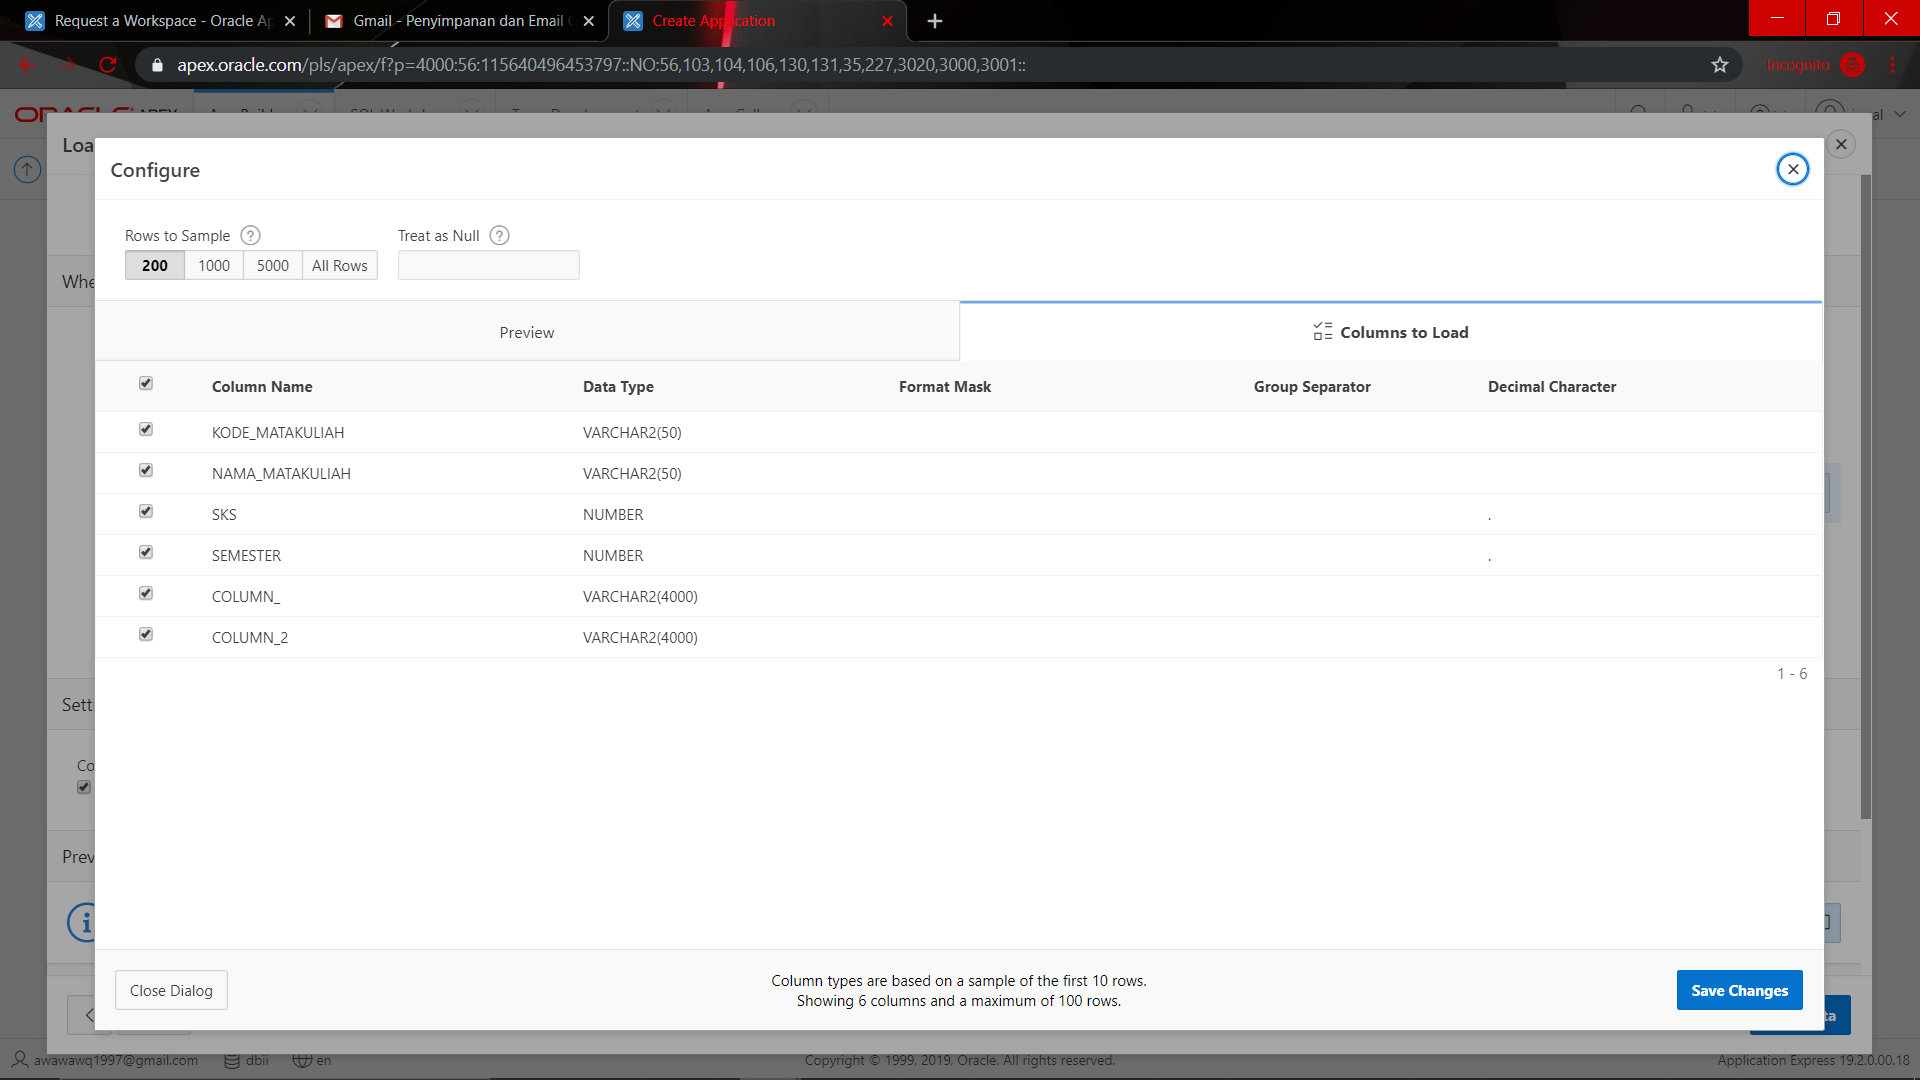 Request a Workspace - Oracle Ap
Gmail - Penyimpanan dan Email
Create Application
apex.oracle.com/pls/apex/f?p=4000:56:115640496453797::NO:56,103,104,106,130,131,35,227,3020,3000,3001::
Incognito
Loa
Configure
Rows to Sample ?
Treat as Null ?
200 1000 5000 All Rows
Whe
Preview
Columns to Load
Column Name Data Type Format Mask Group Separator Decimal Character
KODE_MATAKULIAH VARCHAR2(50)
NAMA_MATAKULIAH VARCHAR2(50)
SKS NUMBER .
SEMESTER NUMBER .
COLUMN_ VARCHAR2(4000)
COLUMN_2 VARCHAR2(4000)
1 - 6
Sett
Co
Prev
Close Dialog
Column types are based on a sample of the first 10 rows.
Showing 6 columns and a maximum of 100 rows.
Save Changes
ta
awawawq1997@gmail.com dbii en
Copyright © 1999, 2019, Oracle. All rights reserved.
Application Express 19.2.0.00.18